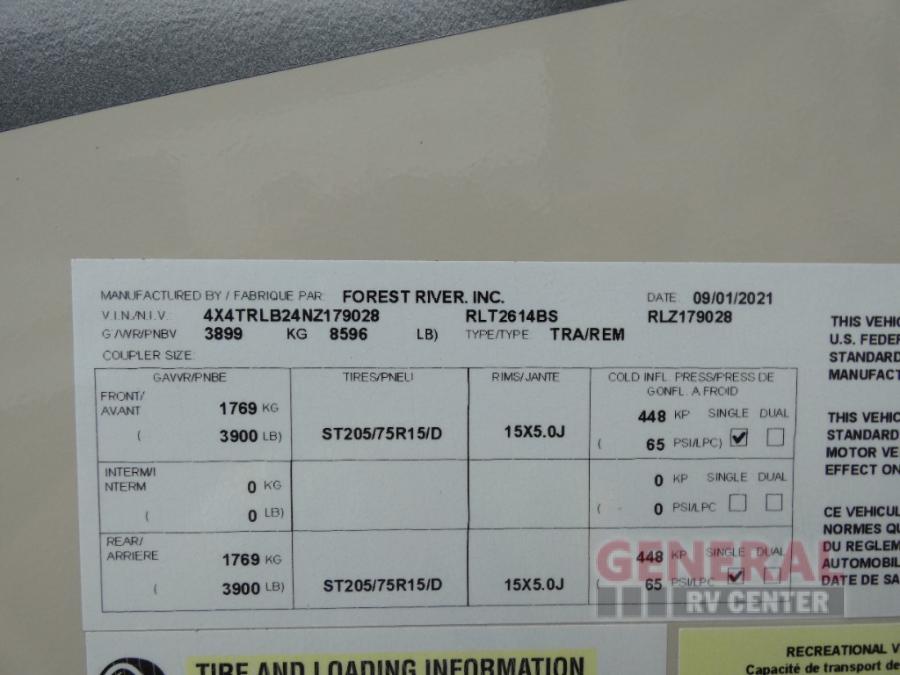 MANUFACTURED BY / FABRIQUE PAR: FOREST RIVER. INC. DATE: 09/01/2021
V.I.N./N.I.V.: 4X4TRLB24NZ179028 RLT2614BS RLZ179028
G /WR/PNBV 3899 KG 8596 LB) TYPE/TYPE: TRA/REM
COUPLER SIZE:
GAWR/PNBE TIRES/PNEU RIMS/JANTE COLD INFL. PRESS/PRESS DE
GONFL. A FROID
FRONT/
AVANT 1769 KG 448 KP SINGLE DUAL
( 3900 LB) ST205/75R15/D 15X5.0J ( 65 PSI/LPC)
INTERM/I
NTERM 0 KG 0 KP SINGLE DUAL
( 0 LB) ( 0 PSI/LPC
REAR/
ARRIERE 1769 KG 448 KP SINGLE DUAL
( 3900 LB) ST205/75R15/D 15X5.0J ( 65 PSI/LPC
THIS VEHIC
U.S. FEDER
STANDARD
MANUFACT
THIS VEHIC
STANDARD
MOTOR VE
EFFECT ON
CE VEHICUL
NORMES QU
DU REGLEM
AUTOMOBIL
DATE DE SA
GENERAL
RV CENTER
TIRE AND LOADING INFORMATION
RECREATIONAL V
Capacité de transport de